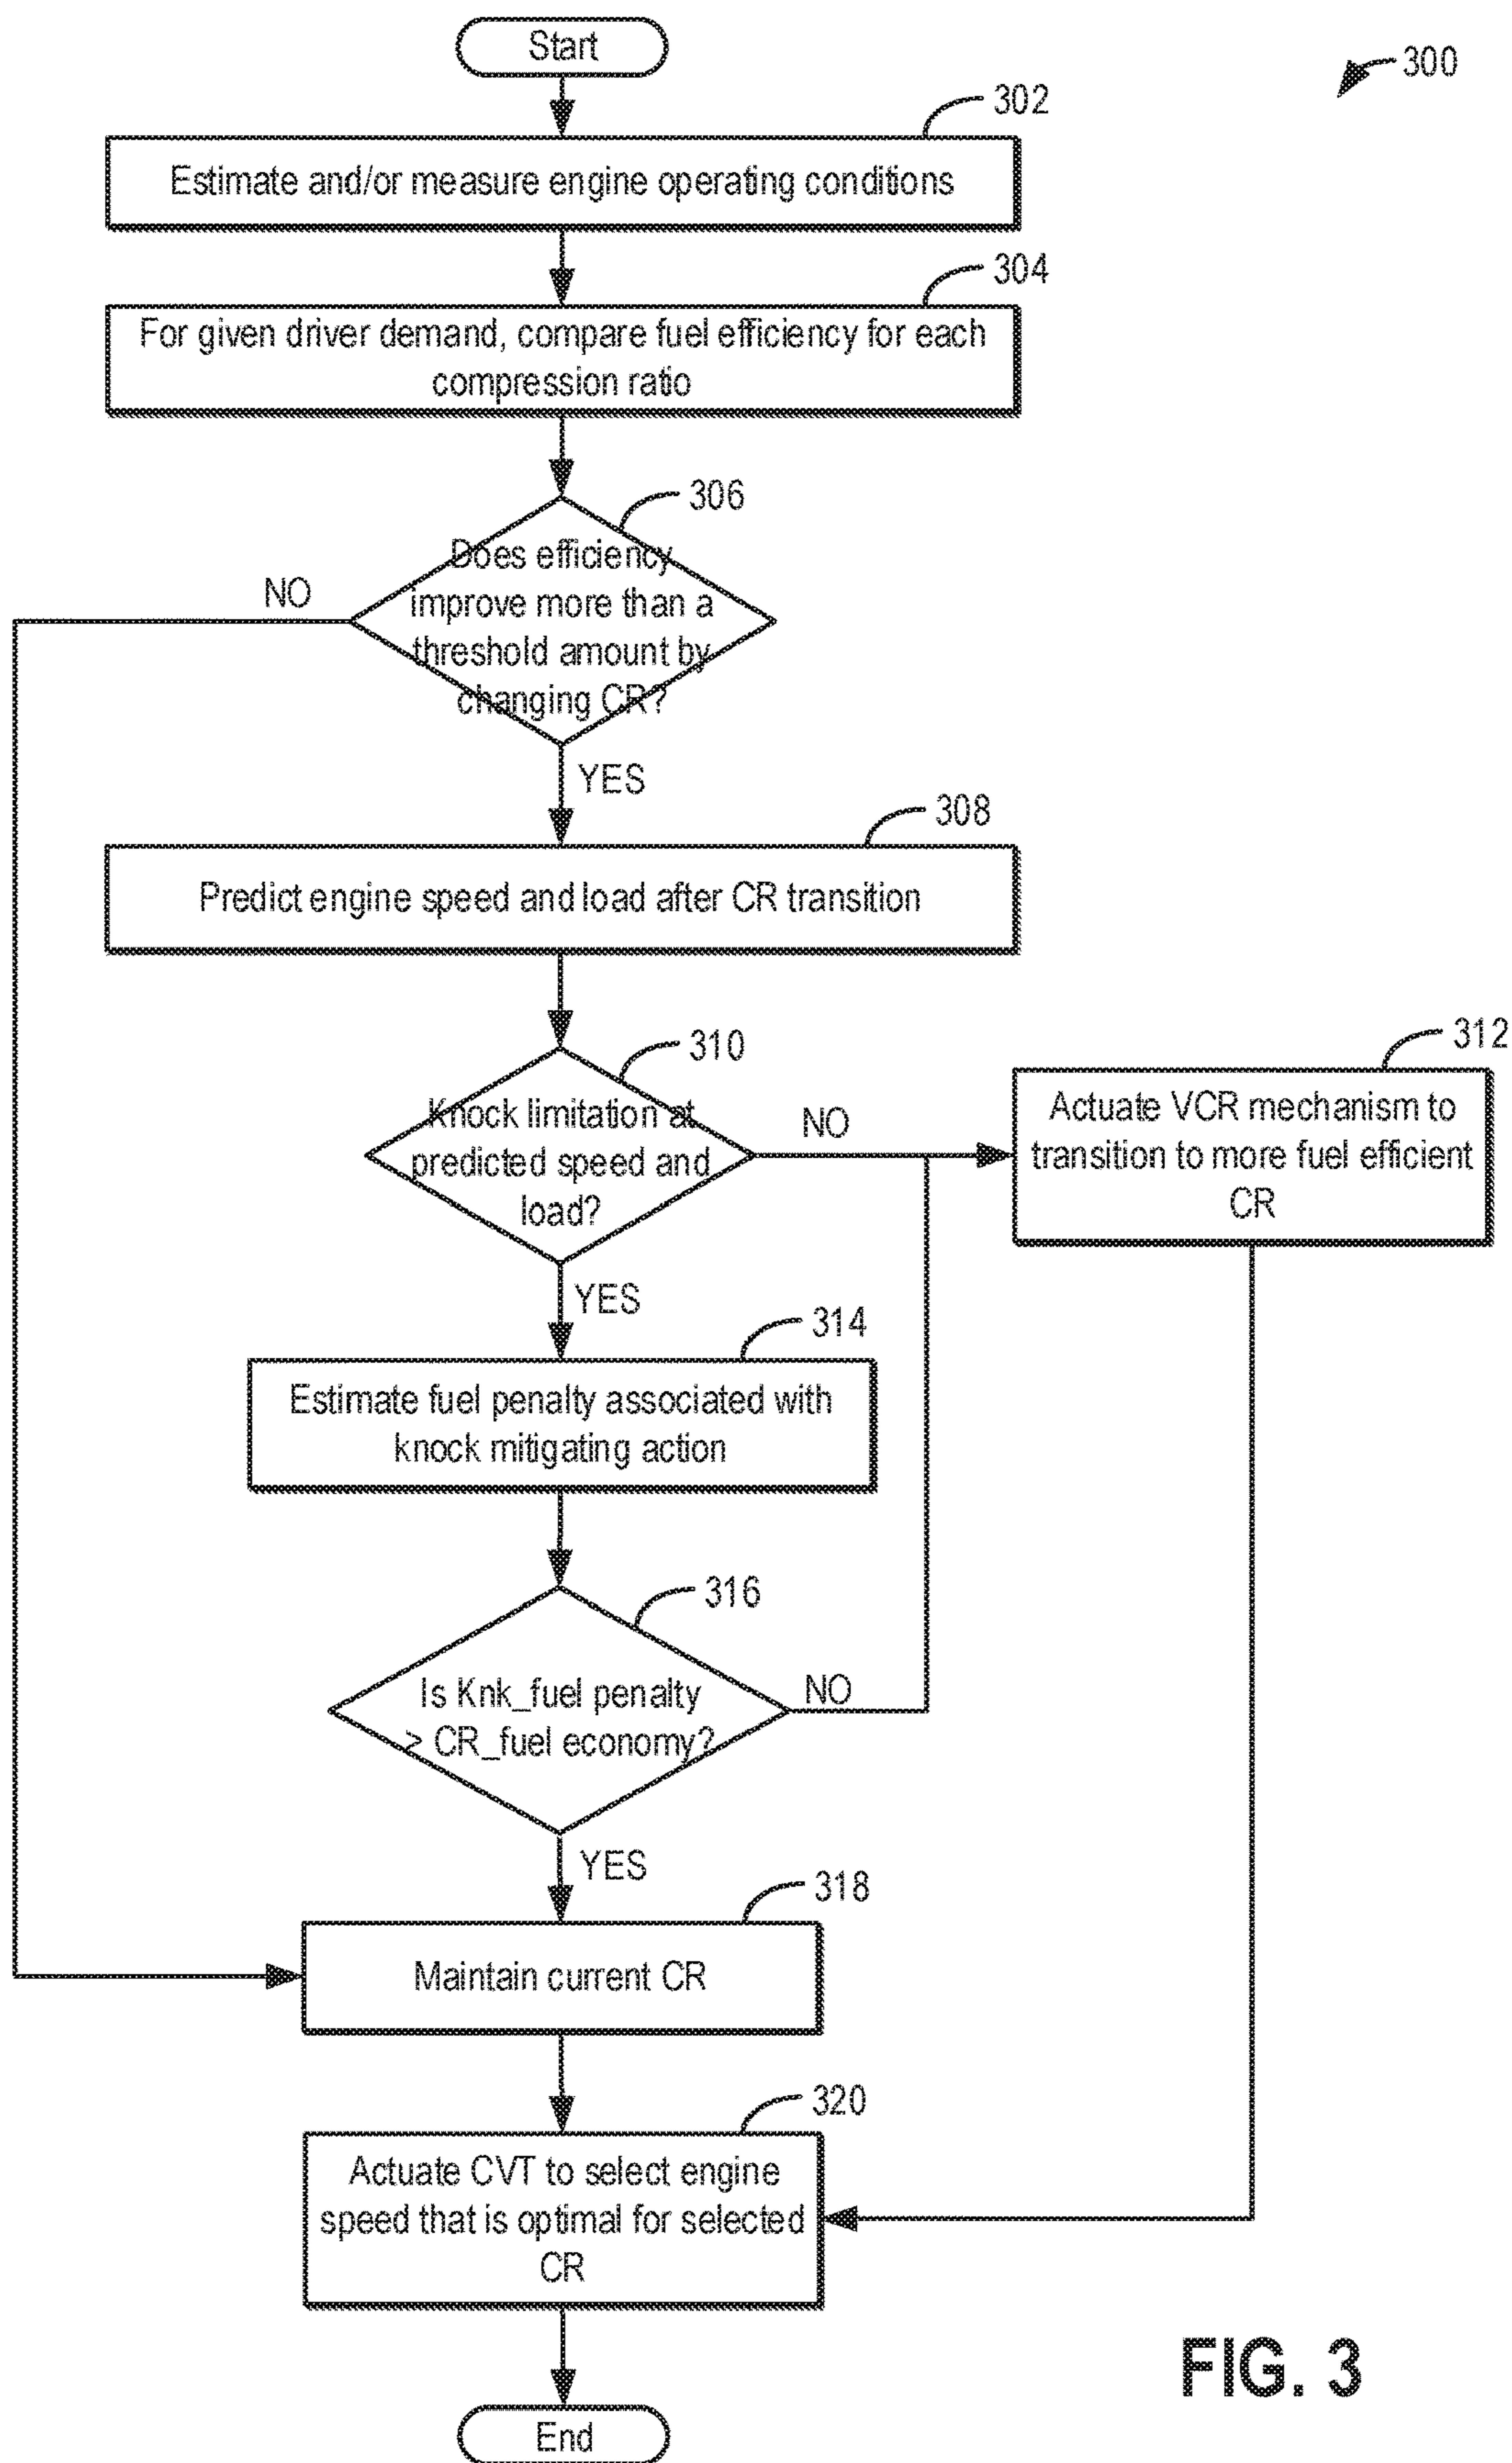 Start
300
302
Estimate and/or measure engine operating conditions
304
For given driver demand, compare fuel efficiency for each
compression ratio
306
Does efficiency
improve more than a
threshold amount by
changing CR?
NO
YES
308
Predict engine speed and load after CR transition
310
Knock limitation at
predicted speed and
load?
NO
312
Actuate VCR mechanism to
transition to more fuel efficient
CR
YES
314
Estimate fuel penalty associated with
knock mitigating action
316
Is Knk_fuel penalty
> CR_fuel economy?
NO
YES
318
Maintain current CR
320
Actuate CVT to select engine
speed that is optimal for selected
CR
End
FIG. 3